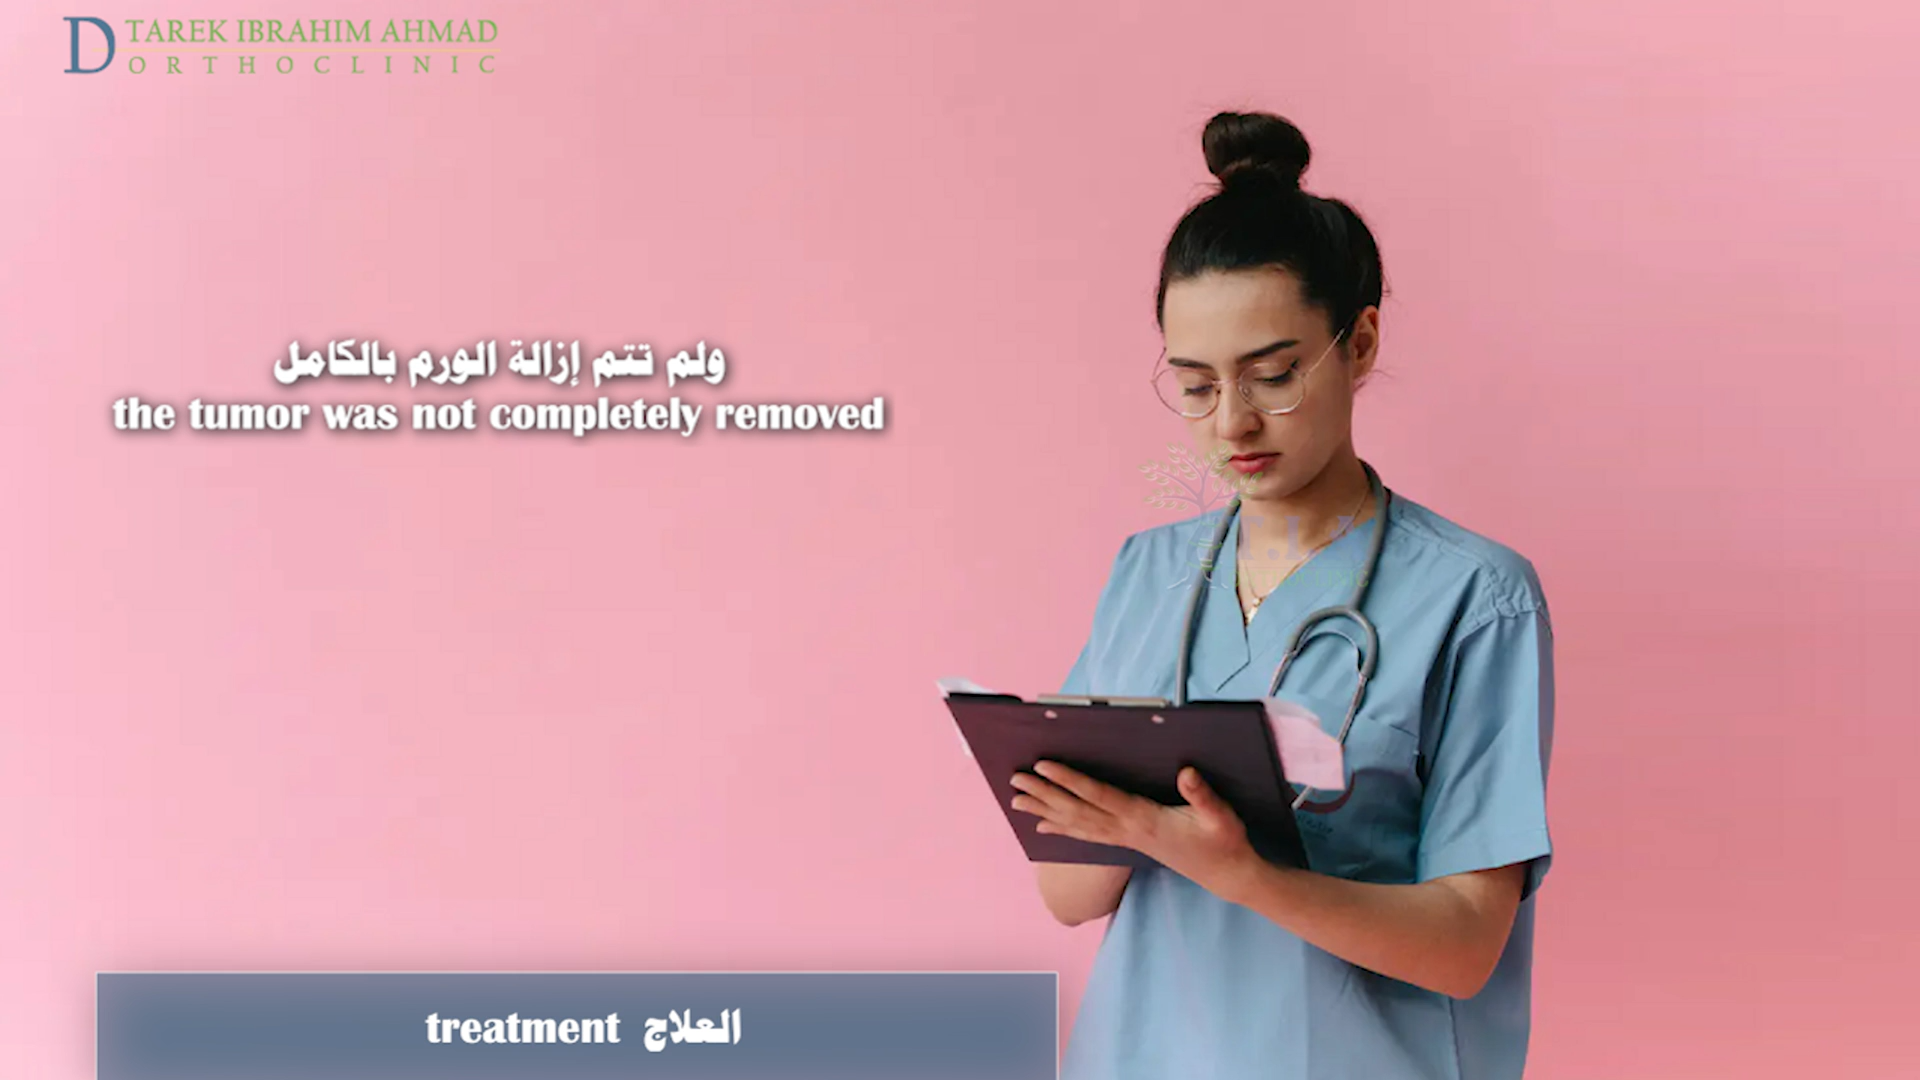 D TAREK IBRAHIM AHMAD
ORTHOCLINIC
ولم تتم إزالة الورم بالكامل
the tumor was not completely removed
T.I.A
treatment العلاج